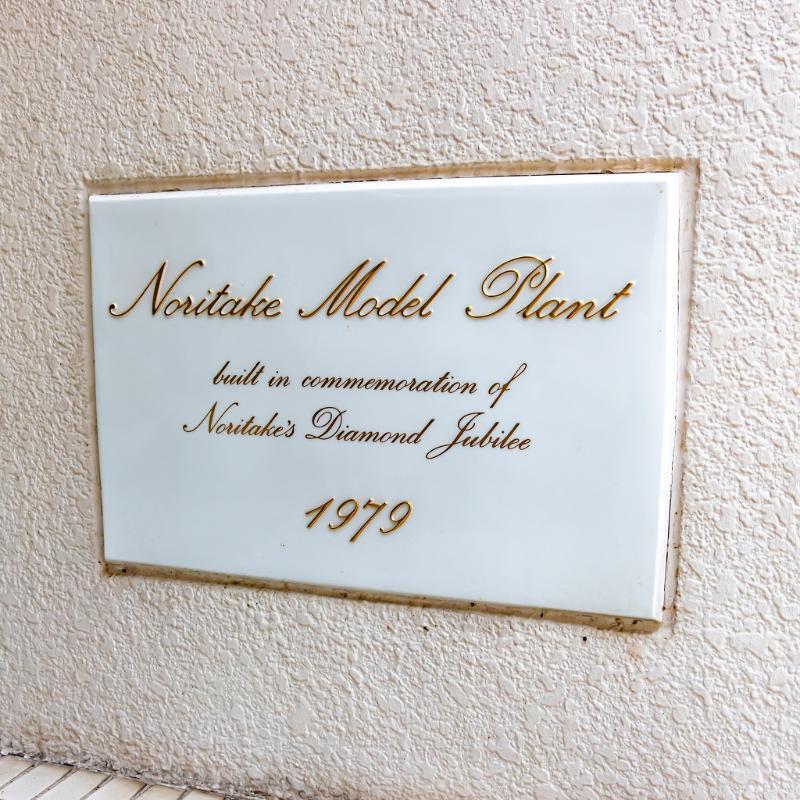 Noritake Model Plant
built in commemoration of
Noritake's Diamond Jubilee
1979